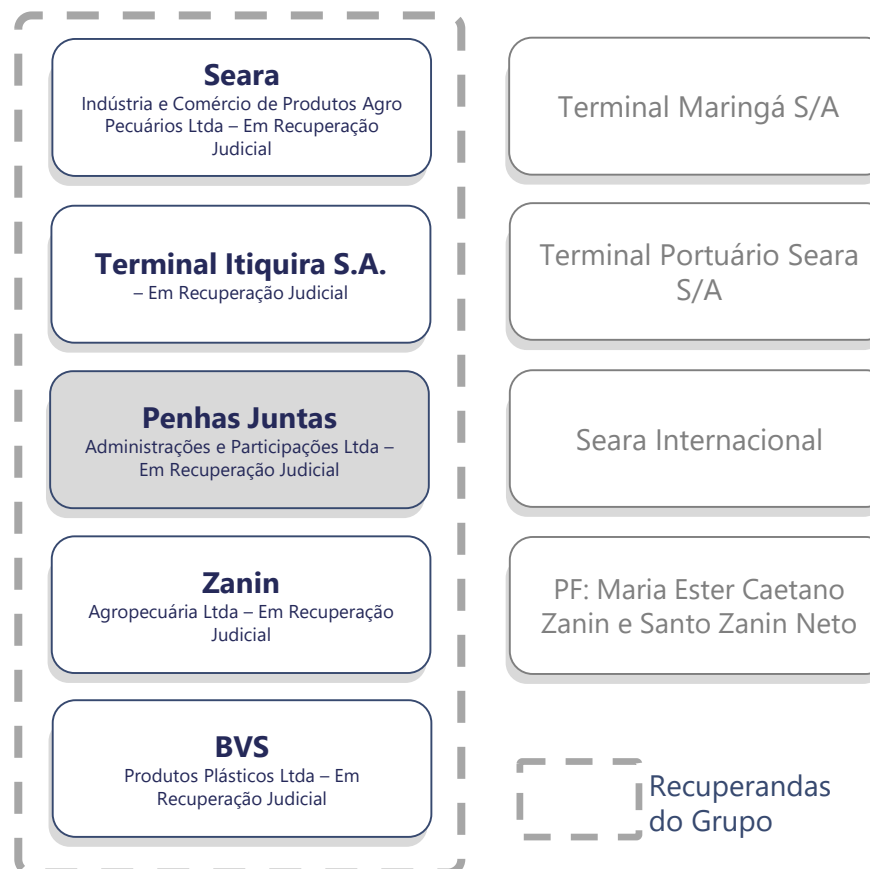 Seara
Indústria e Comércio de Produtos Agro
Pecuários Ltda – Em Recuperação
Judicial
Terminal Itiquira S.A.
– Em Recuperação Judicial
Penhas Juntas
Administrações e Participações Ltda –
Em Recuperação Judicial
Zanin
Agropecuária Ltda – Em Recuperação
Judicial
BVS
Produtos Plásticos Ltda – Em
Recuperação Judicial
Terminal Maringá S/A
Terminal Portuário Seara
S/A
Seara Internacional
PF: Maria Ester Caetano
Zanin e Santo Zanin Neto
Recuperandas
do Grupo